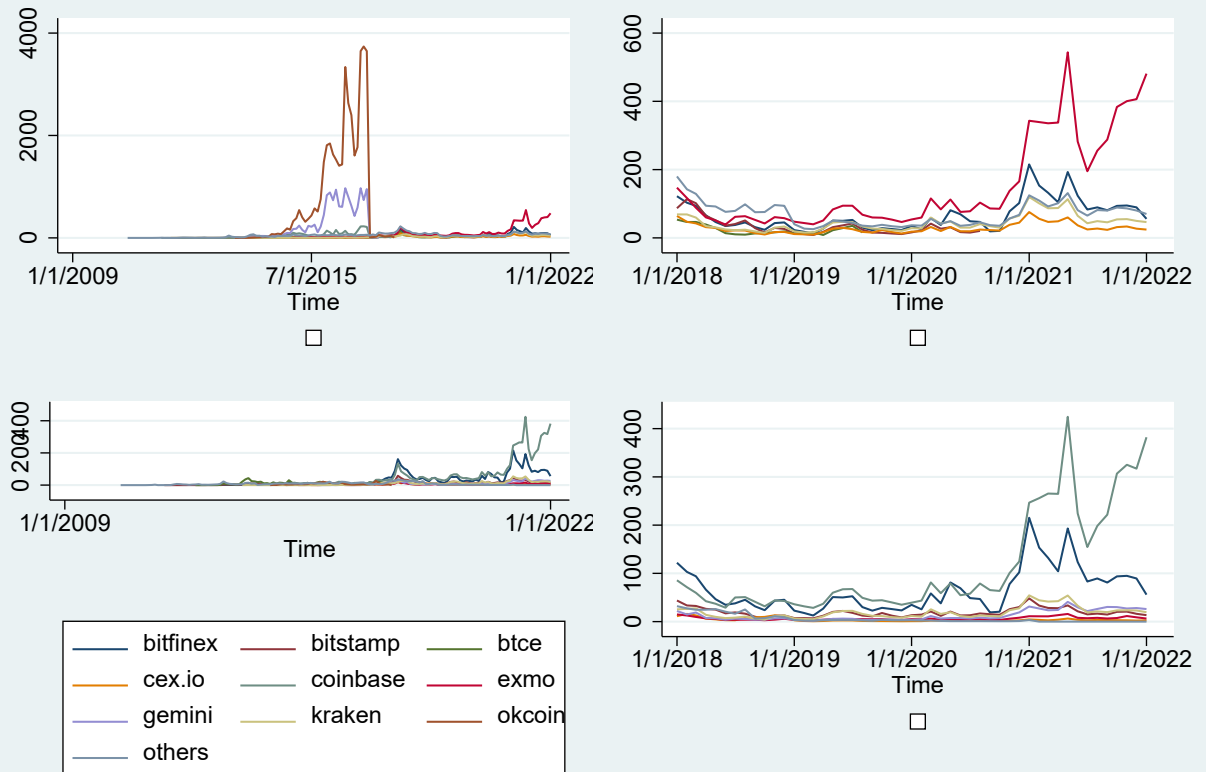 4000
2000
0
1/1/2009 7/1/2015 1/1/2022
Time
600
400
200
0
1/1/2018 1/1/2019 1/1/2020 1/1/2021 1/1/2022
Time
400
200
0
1/1/2009 1/1/2022
Time
400
300
200
100
0
1/1/2018 1/1/2019 1/1/2020 1/1/2021 1/1/2022
Time
bitfinex bitstamp btce
cex.io coinbase exmo
gemini kraken okcoin
others